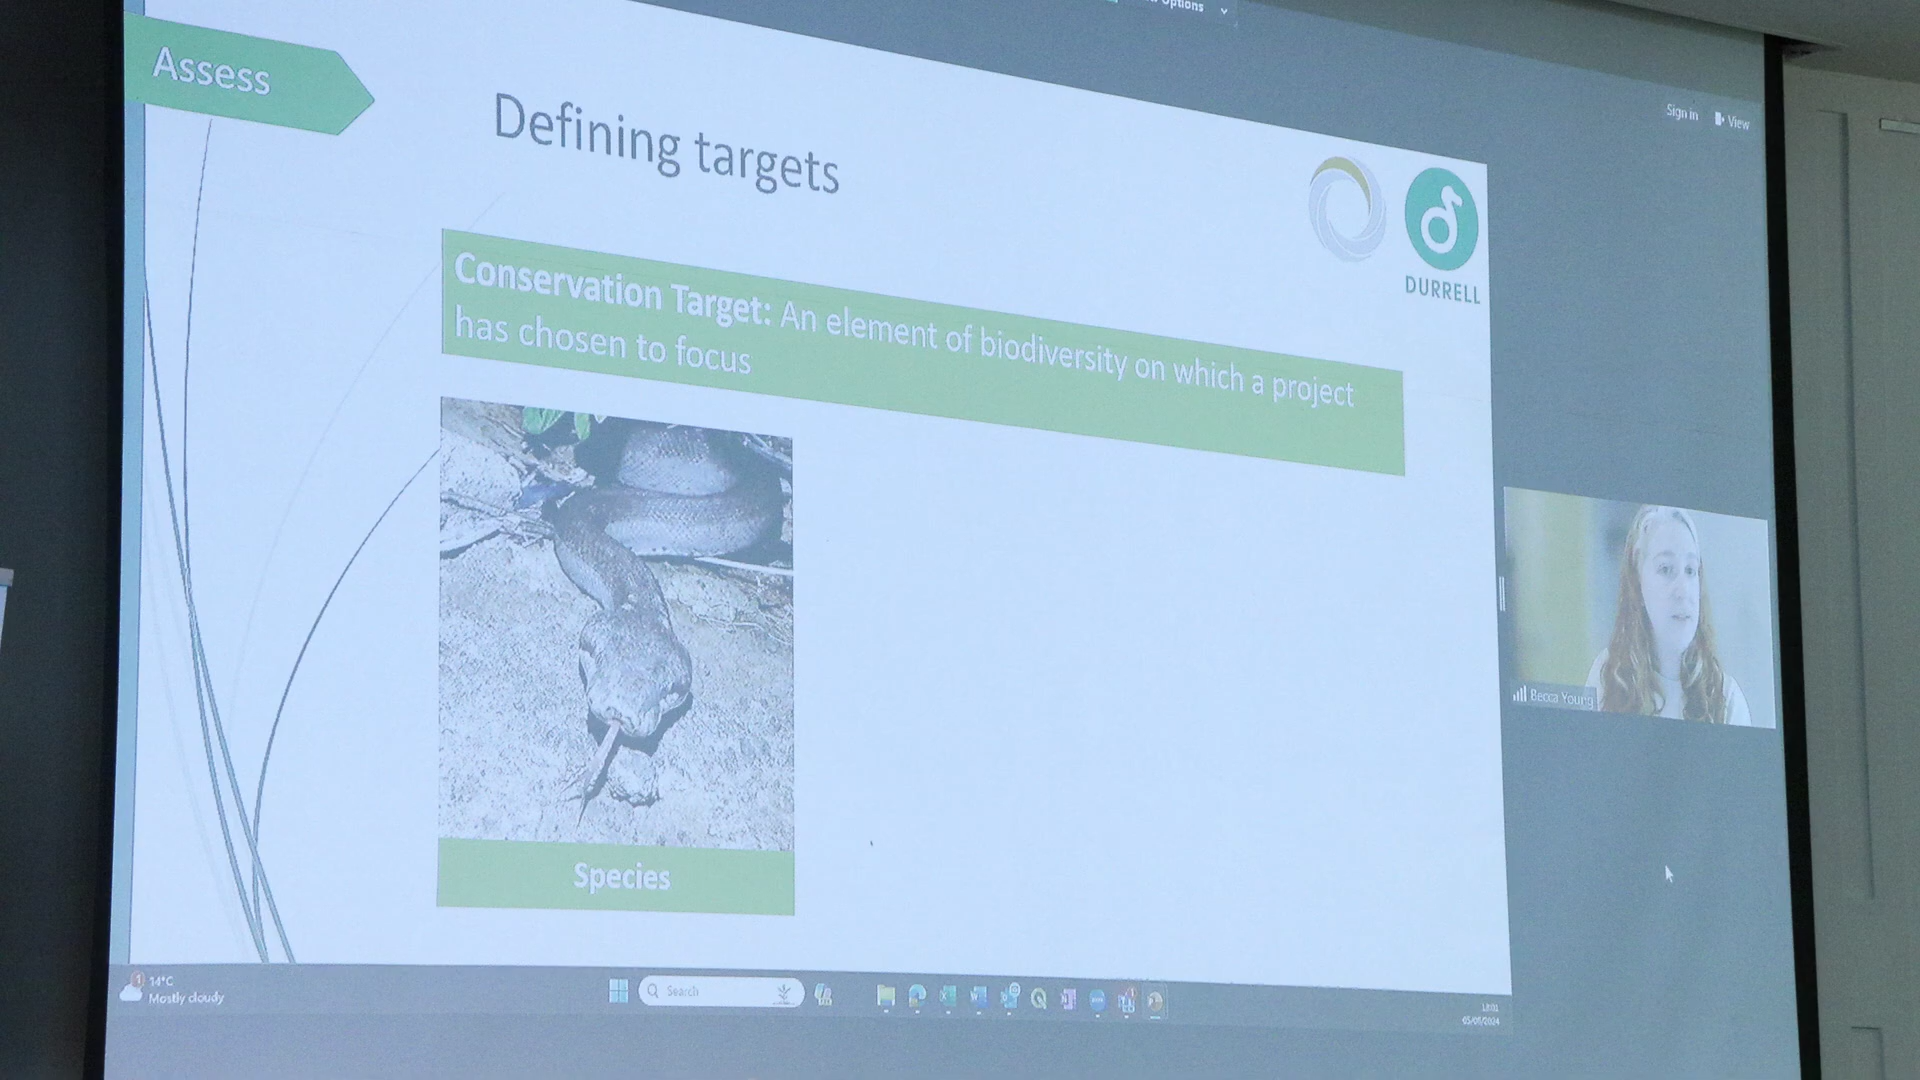 Options
Sign in View
Assess
Defining targets
DURRELL
Conservation Target: An element of biodiversity on which a project
has chosen to focus
Becca Young
Species
14°C
Mostly cloudy
Search